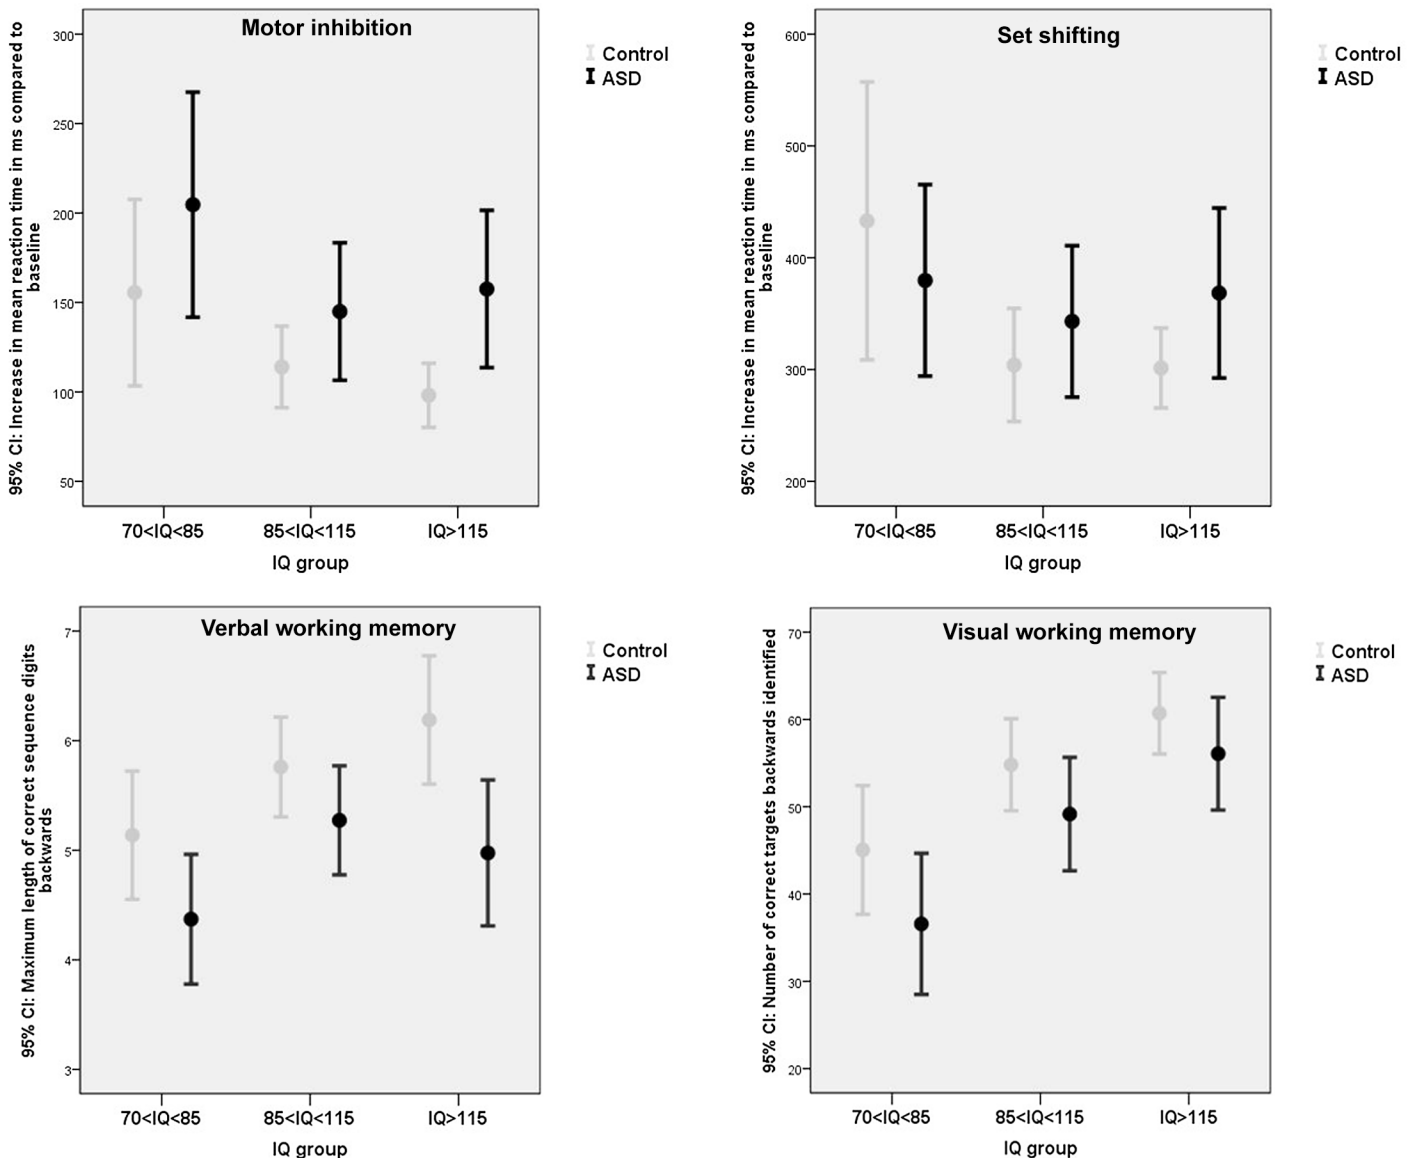 Motor inhibition
95% CI: Increase in mean reaction time in ms compared to
baseline
300
250
200
150
100
50
70<IQ<85
85<IQ<115
IQ>115
IQ group
Control
ASD
Set shifting
95% CI: Increase in mean reaction time in ms compared to
baseline
600
500
400
300
200
70<IQ<85
85<IQ<115
IQ>115
IQ group
Control
ASD
Verbal working memory
95% CI: Maximum length of correct sequence digits
backwards
7
6
5
4
3
70<IQ<85
85<IQ<115
IQ>115
IQ group
Control
ASD
Visual working memory
95% CI: Number of correct targets backwards identified
70
60
50
40
30
20
70<IQ<85
85<IQ<115
IQ>115
IQ group
Control
ASD